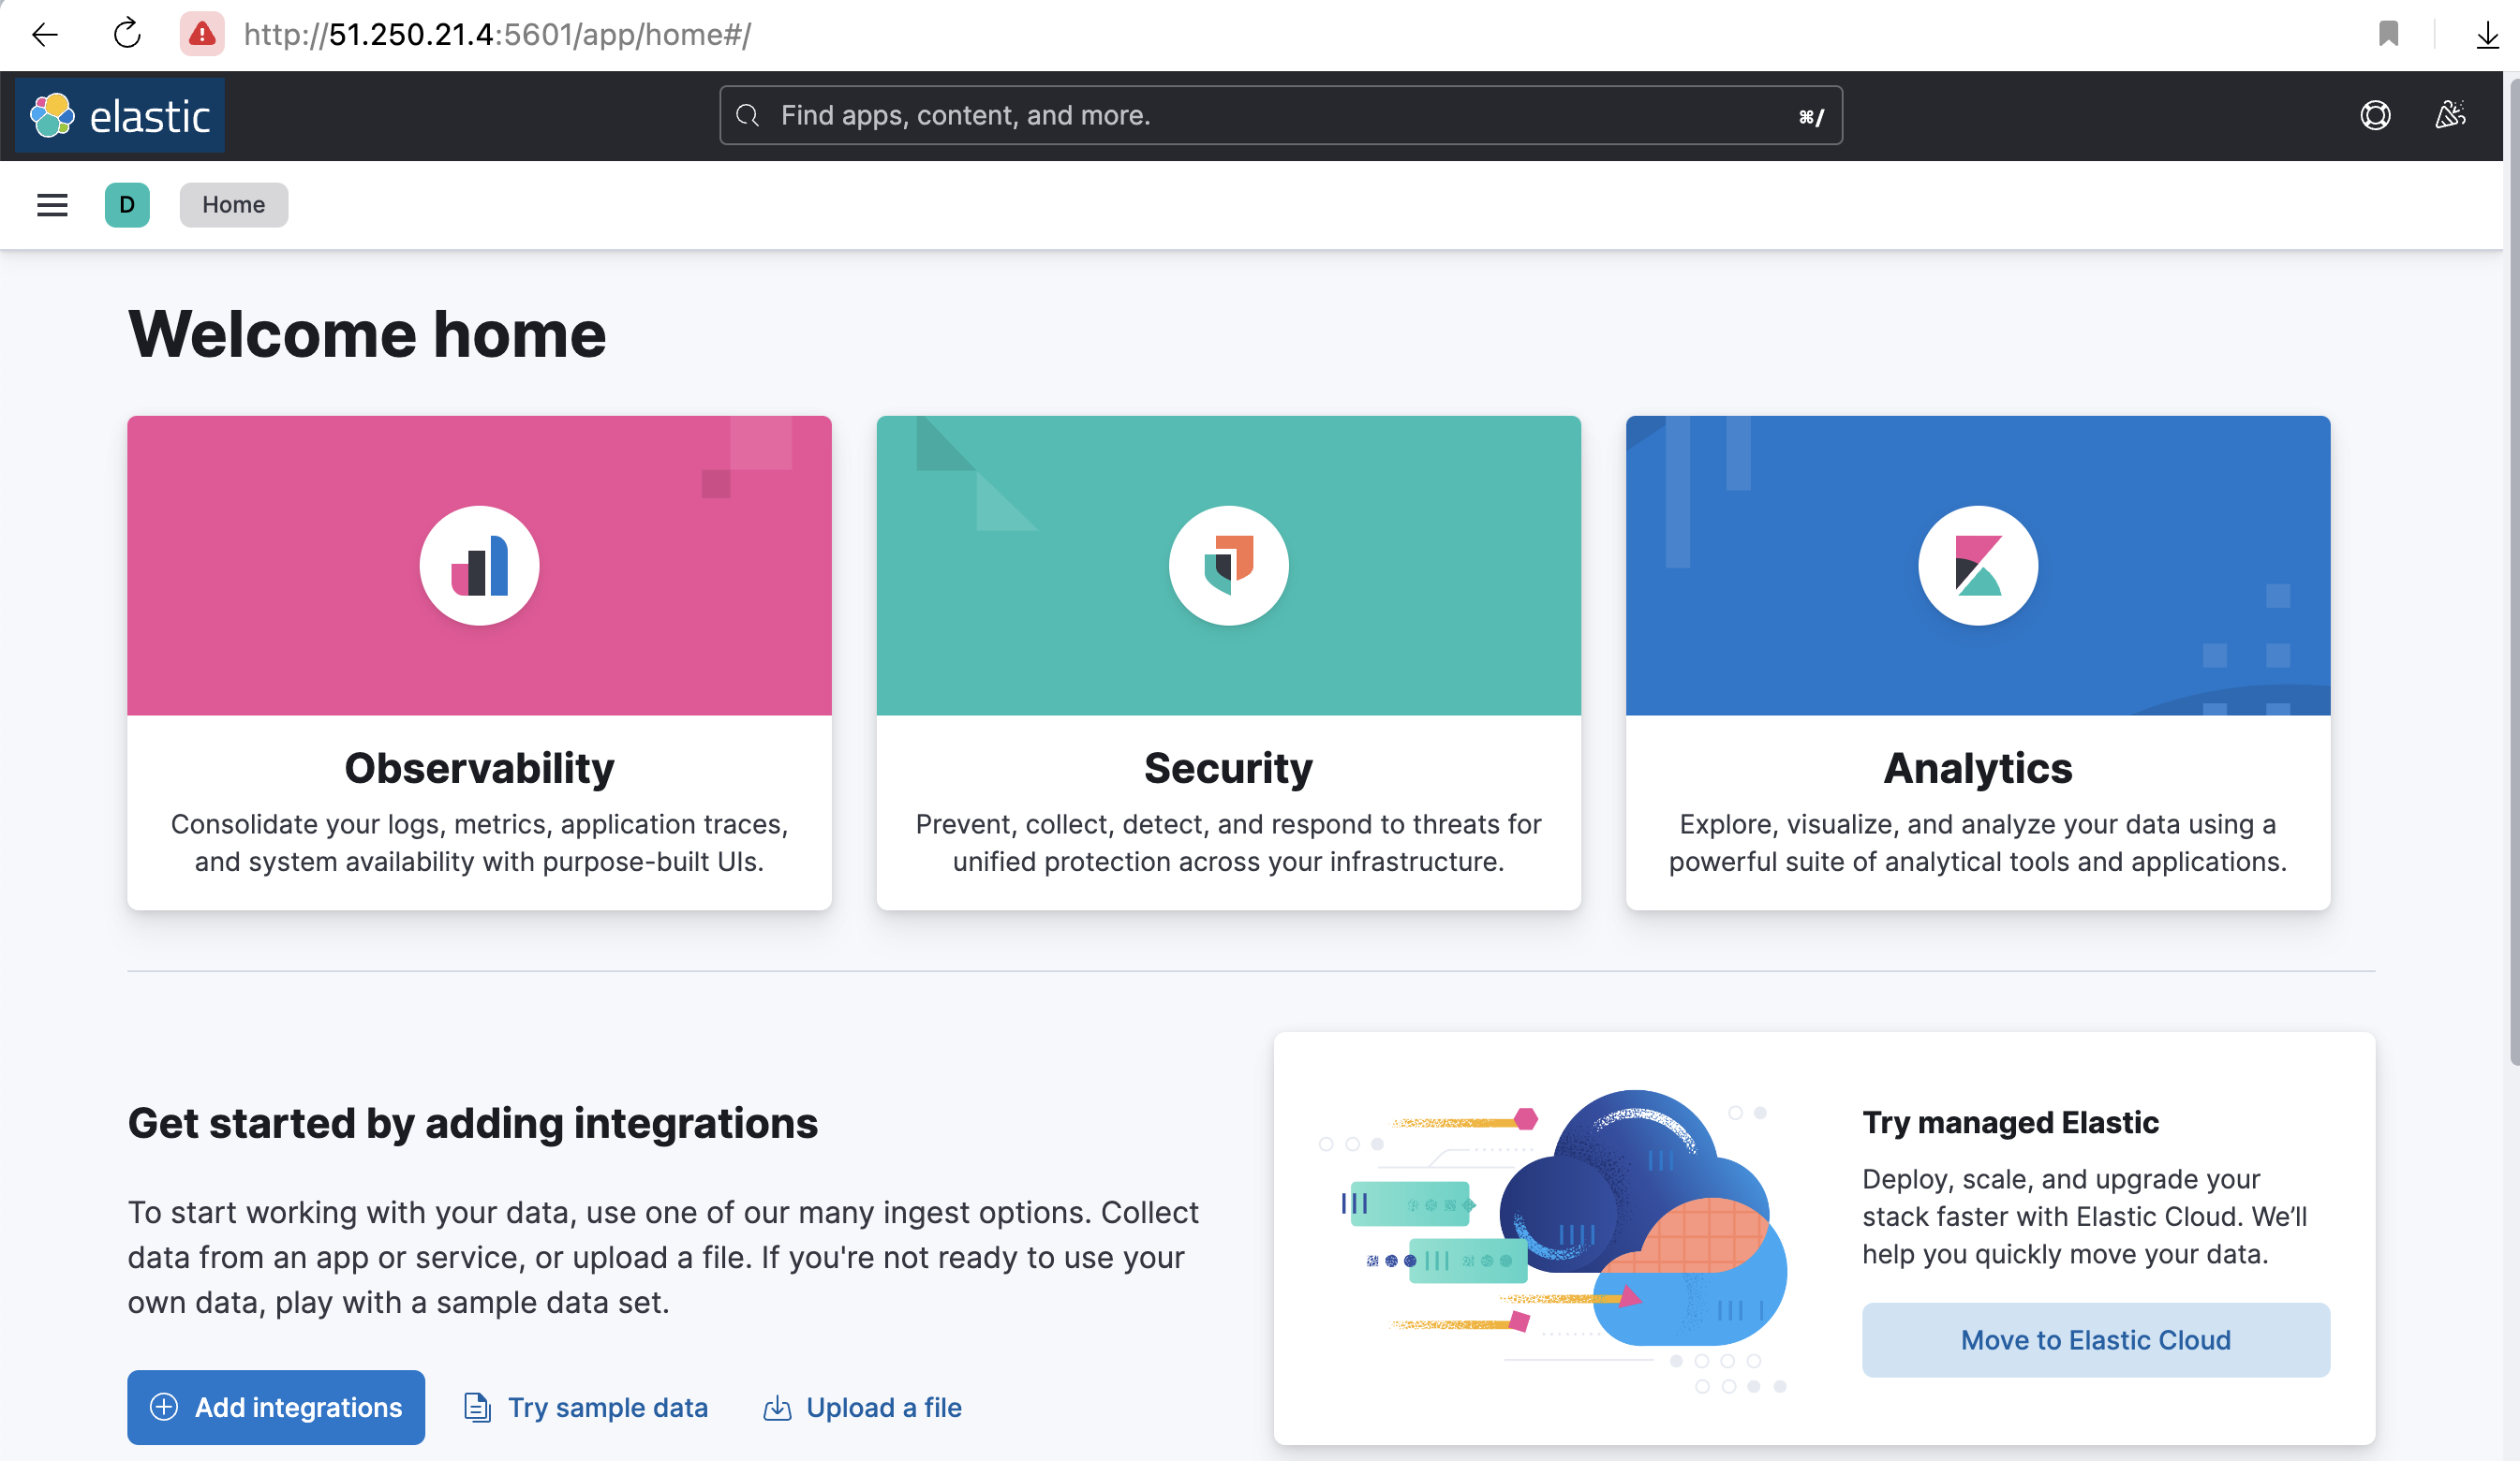 http://51.250.21.4:5601/app/home#/
elastic
Find apps, content, and more.
⌘/
D
Home
Welcome home
Observability
Consolidate your logs, metrics, application traces,
and system availability with purpose-built UIs.
Security
Prevent, collect, detect, and respond to threats for
unified protection across your infrastructure.
Analytics
Explore, visualize, and analyze your data using a
powerful suite of analytical tools and applications.
Get started by adding integrations
To start working with your data, use one of our many ingest options. Collect
data from an app or service, or upload a file. If you're not ready to use your
own data, play with a sample data set.
Add integrations
Try sample data
Upload a file
Try managed Elastic
Deploy, scale, and upgrade your
stack faster with Elastic Cloud. We’ll
help you quickly move your data.
Move to Elastic Cloud